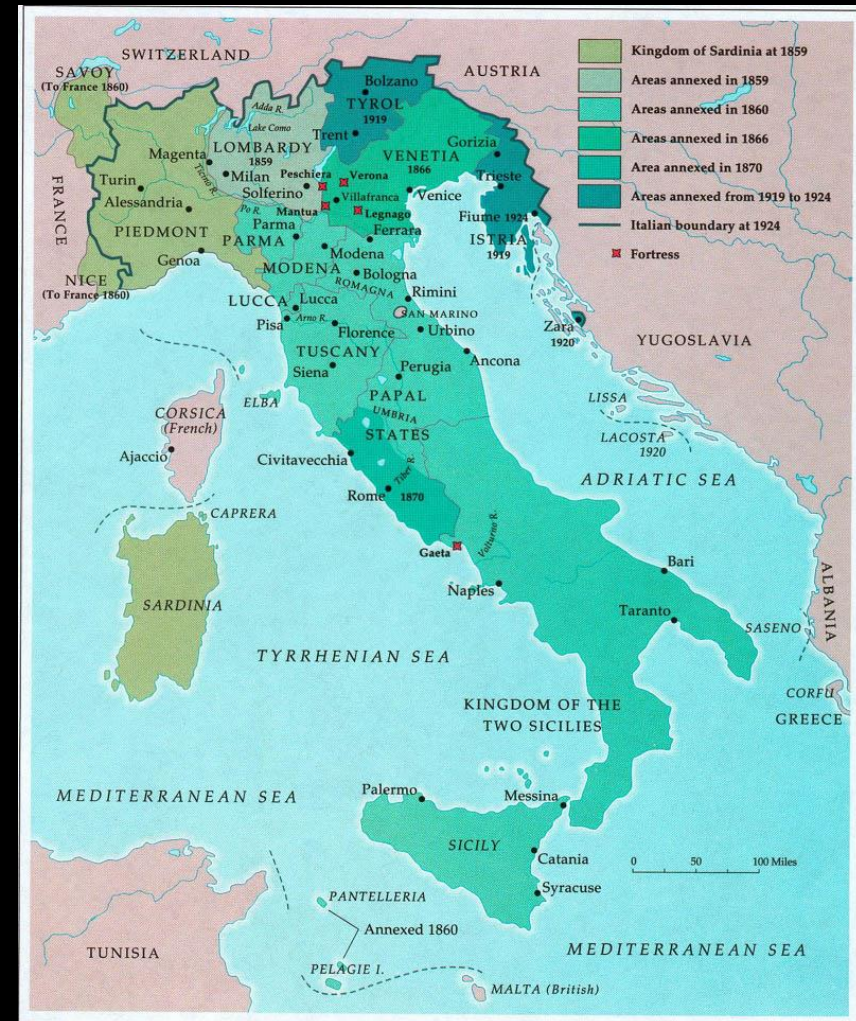 SWITZERLAND
SAVOY
(To France 1860)
AUSTRIA
Bolzano
TYROL
1919
Trent
Adda R.
Lake Como
LOMBARDY
1859
Magenta
Milan
Ticino R.
Peschiera
Solferino
Verona
VENETIA
1866
Gorizia
Trieste
Venice
Villafranca
Mantua
Legnago
Fiume 1924
ISTRIA
1919
FRANCE
Turin
Alessandria
PIEDMONT
Genoa
NICE
(To France 1860)
Po R.
Parma
PARMA
Ferrara
Modena
MODENA
Bologna
ROMAGNA
LUCCA
Lucca
Pisa
Arno R.
Florence
Rimini
SAN MARINO
Urbino
TUSCANY
Siena
Perugia
Ancona
PAPAL
UMBRIA
STATES
ELBA
CORSICA
(French)
Ajaccio
Civitavecchia
Rome
1870
Tiber R.
CAPRERA
Gaeta
Volturno R.
Naples
SARDINIA
TYRRHENIAN SEA
Zara
1920
YUGOSLAVIA
LISSA
LACOSTA
1920
ADRIATIC SEA
Bari
Taranto
SASENO
ALBANIA
CORFU
GREECE
KINGDOM OF THE
TWO SICILIES
MEDITERRANEAN SEA
Palermo
Messina
SICILY
Catania
Syracuse
0 50 100 Miles
PANTELLERIA
Annexed 1860
PELAGIE I.
TUNISIA
MALTA (British)
MEDITERRANEAN SEA
Kingdom of Sardinia at 1859
Areas annexed in 1859
Areas annexed in 1860
Areas annexed in 1866
Area annexed in 1870
Areas annexed from 1919 to 1924
Italian boundary at 1924
Fortress